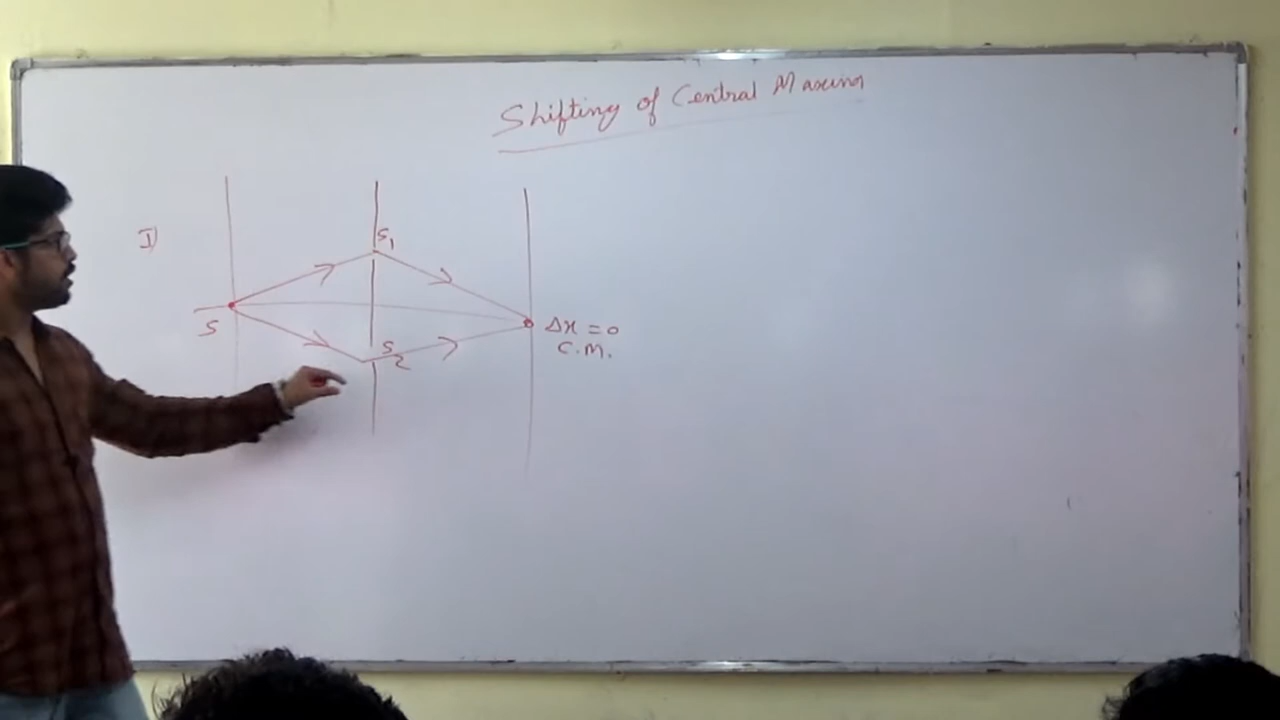 Shifting of Central Maxima
I)
S₁
S
Δx = 0
S₂
C.M.